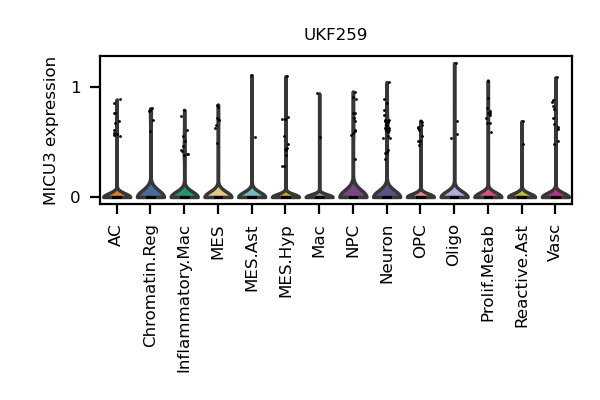 UKF259
MICU3 expression
1
0
AC
Chromatin.Reg
Inflammatory.Mac
MES
MES.Ast
MES.Hyp
Mac
NPC
Neuron
OPC
Oligo
Prolif.Metab
Reactive.Ast
Vasc